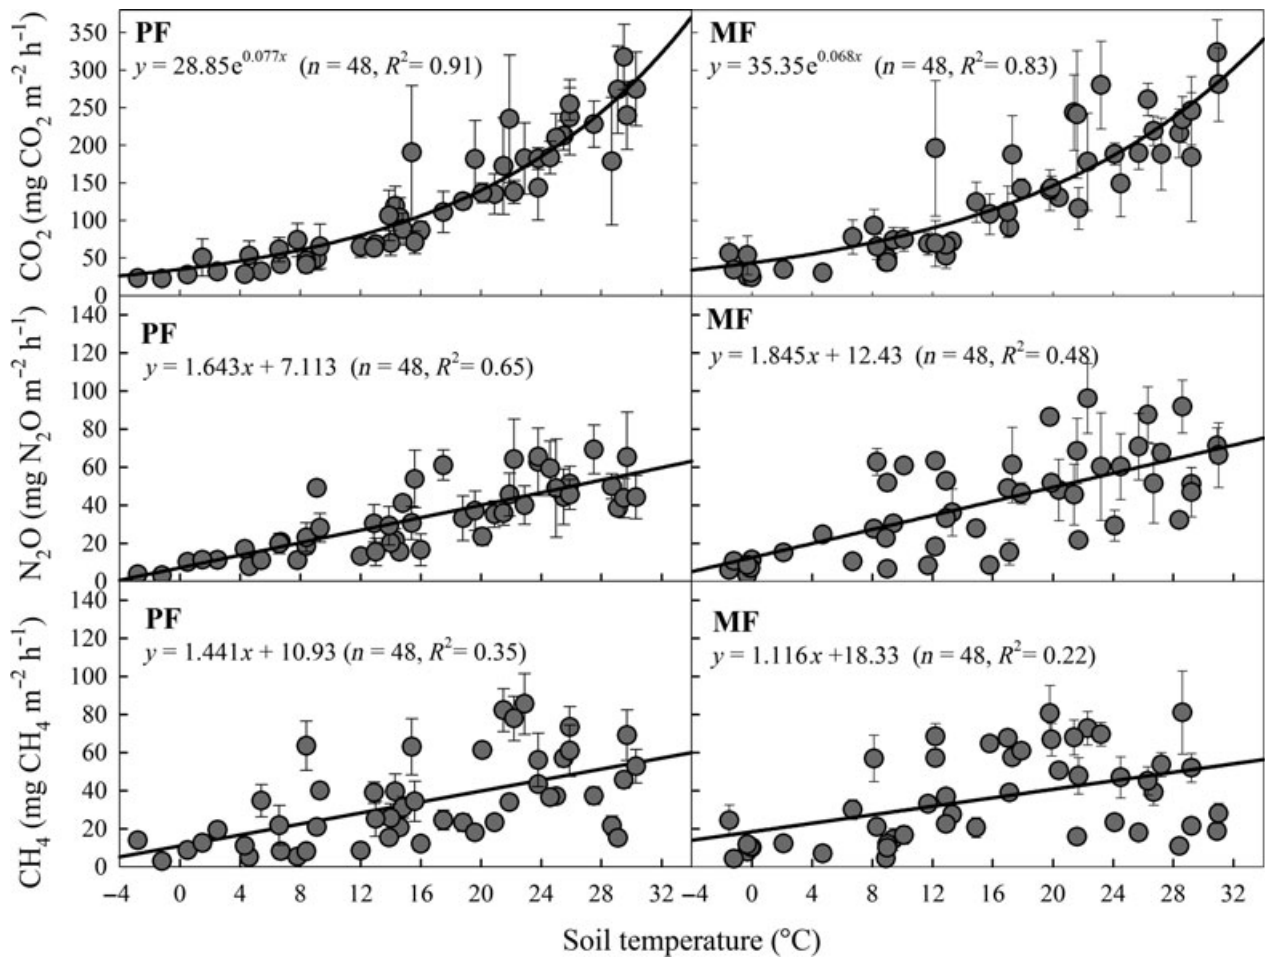 PF
y = 28.85e^0.077x (n = 48, R² = 0.91)
MF
y = 35.35e^0.068x (n = 48, R² = 0.83)
CO₂ (mg CO₂ m⁻² h⁻¹)
350
300
250
200
150
100
50
0
PF
y = 1.643x + 7.113 (n = 48, R² = 0.65)
MF
y = 1.845x + 12.43 (n = 48, R² = 0.48)
N₂O (mg N₂O m⁻² h⁻¹)
140
120
100
80
60
40
20
0
PF
y = 1.441x + 10.93 (n = 48, R² = 0.35)
MF
y = 1.116x +18.33 (n = 48, R² = 0.22)
CH₄ (mg CH₄ m⁻² h⁻¹)
140
120
100
80
60
40
20
0
−4 0 4 8 12 16 20 24 28 32 −4 0 4 8 12 16 20 24 28 32
Soil temperature (°C)